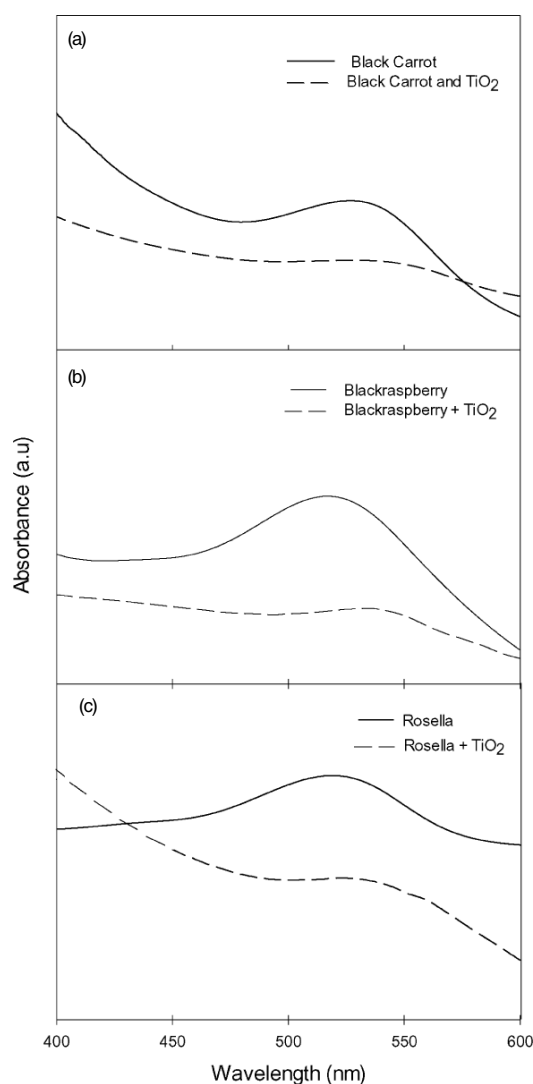 (a)
Black Carrot
Black Carrot and TiO₂
(b)
Blackraspberry
Blackraspberry + TiO₂
(c)
Rosella
Rosella + TiO₂
Absorbance (a.u)
400 450 500 550 600
Wavelength (nm)